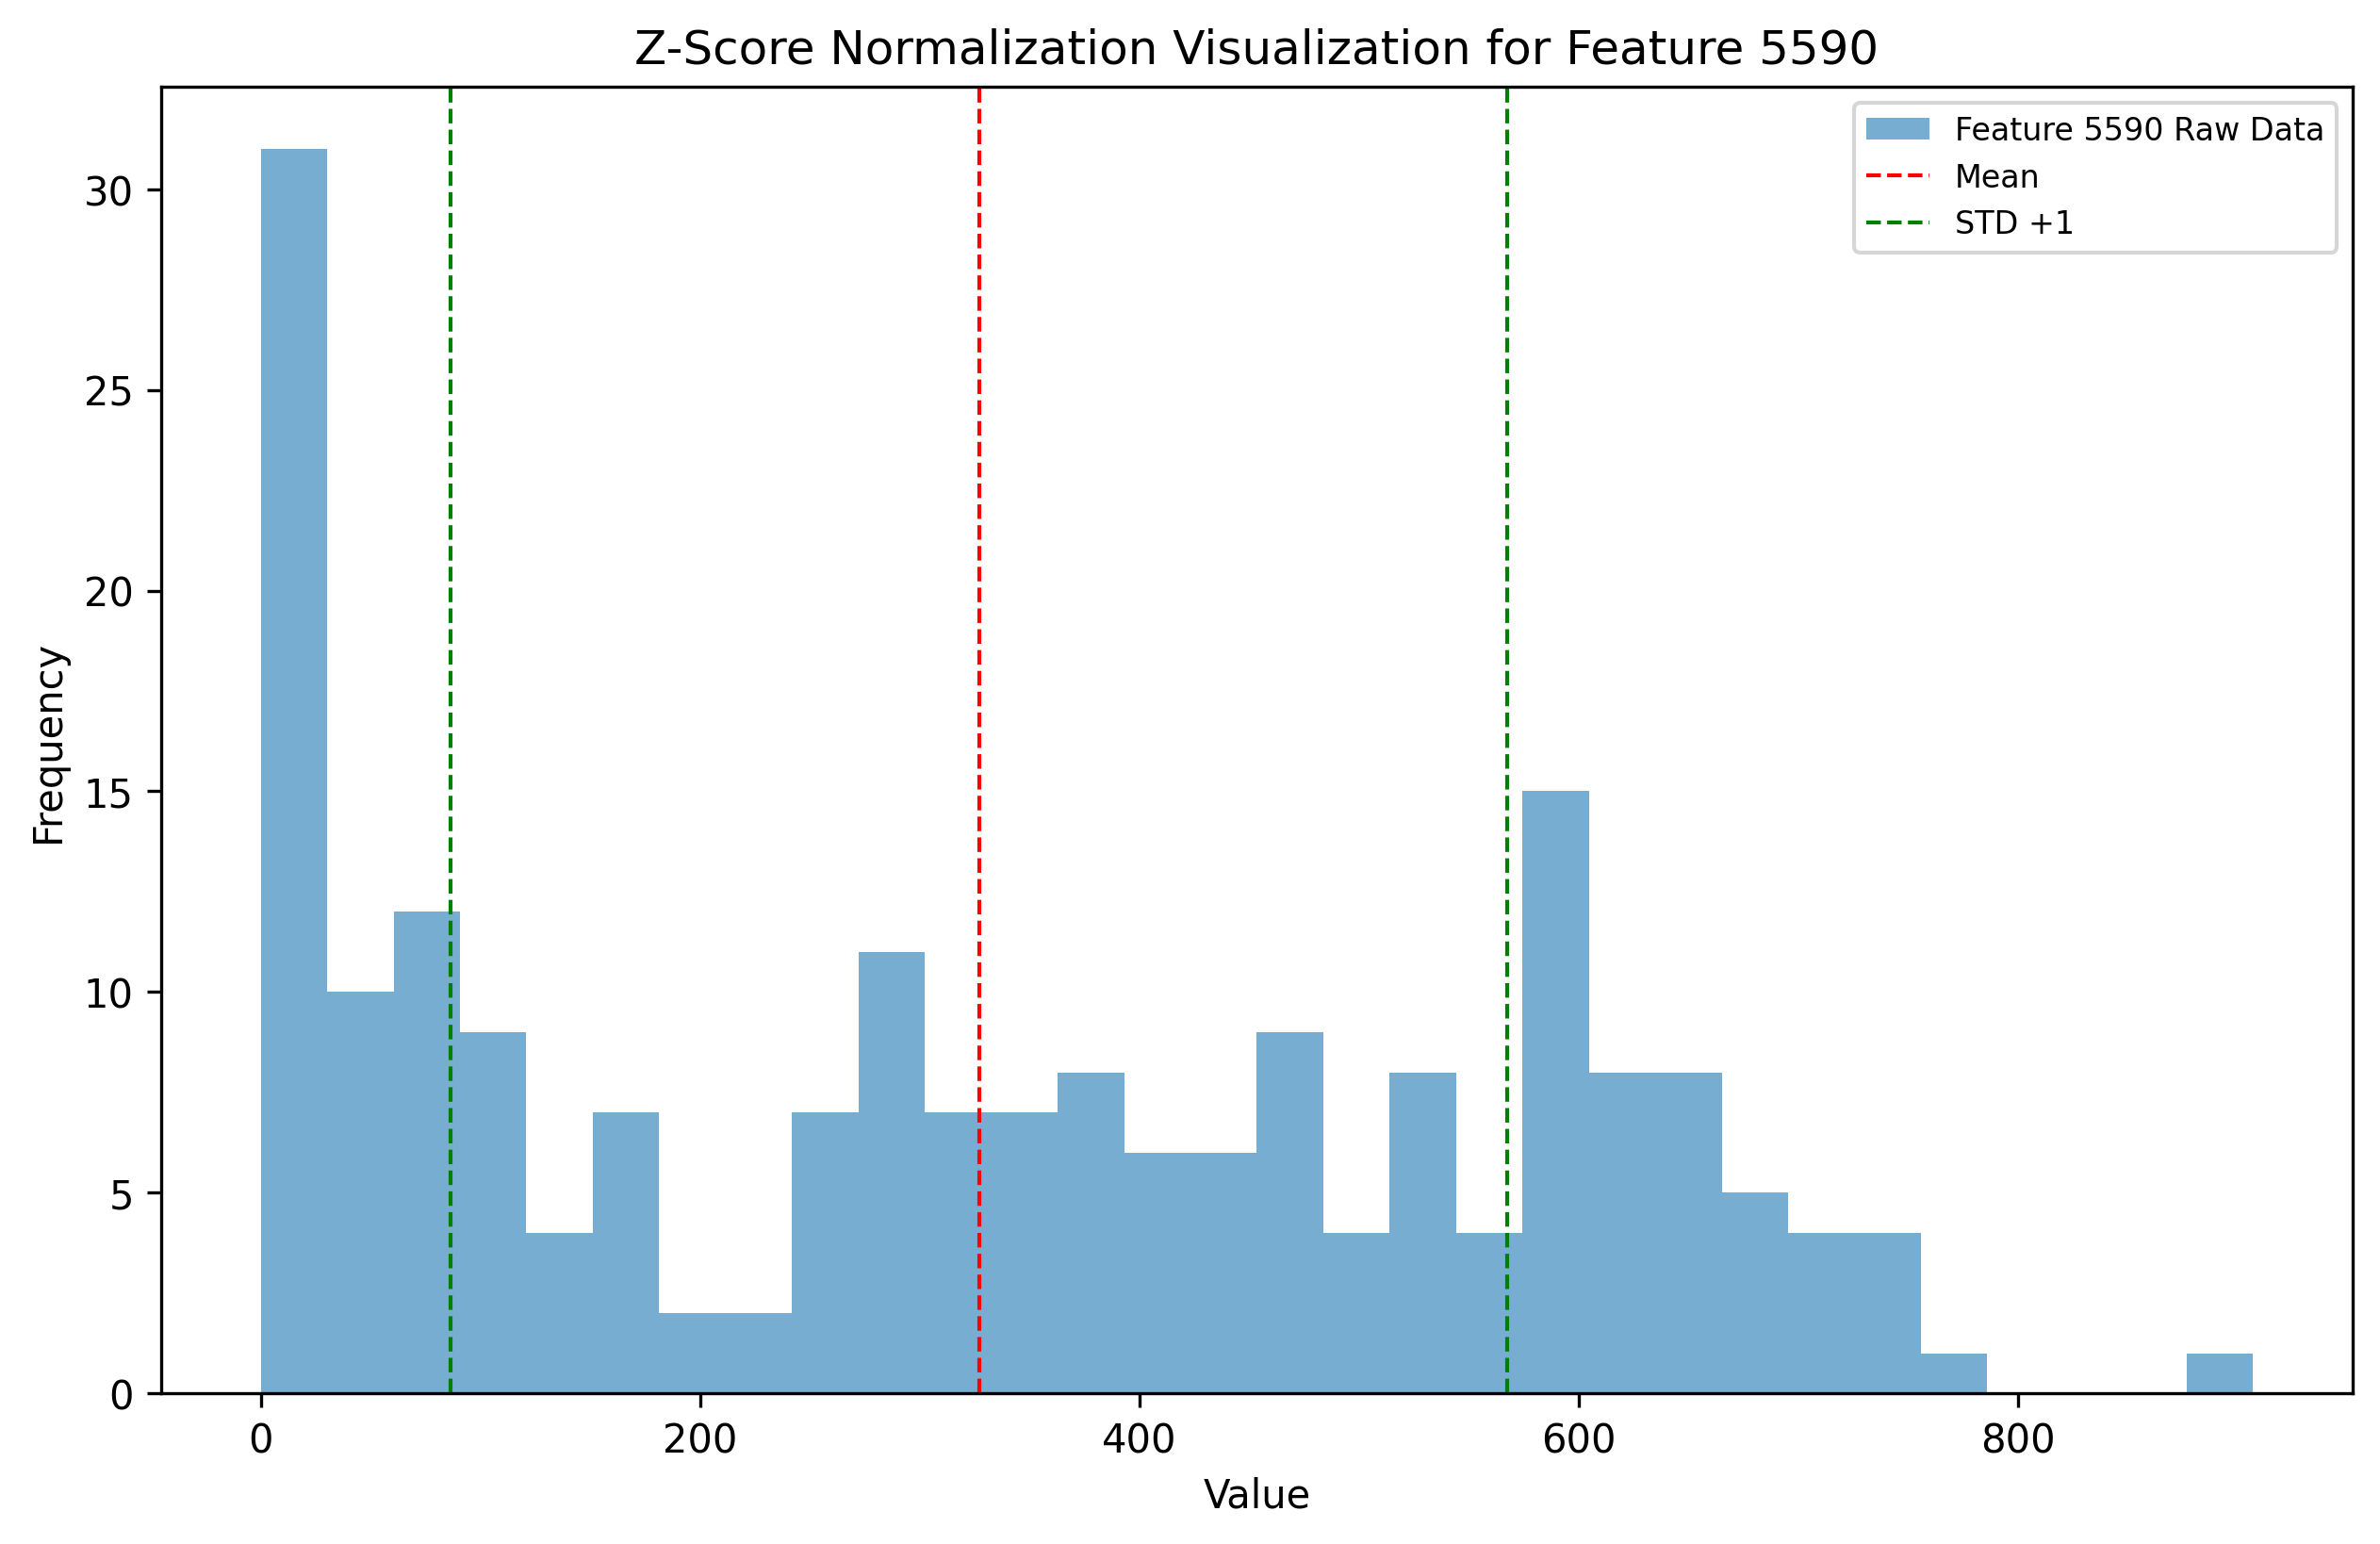 Z-Score Normalization Visualization for Feature 5590
Feature 5590 Raw Data
Mean
STD +1
30
25
20
15
10
5
0
Frequency
0 200 400 600 800
Value